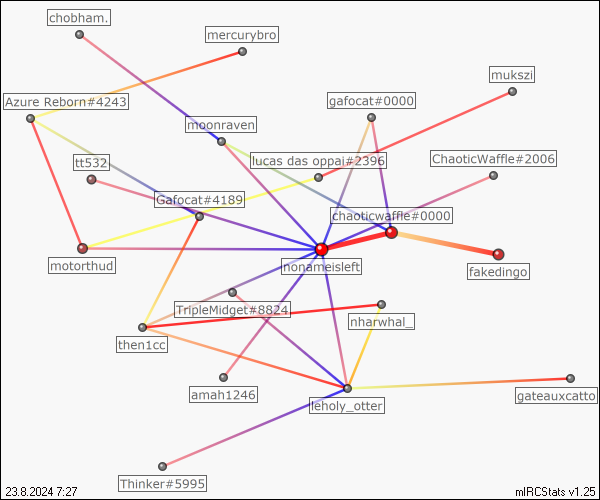 chobham.
mercurybro
mukszi
Azure Reborn#4243
gafocat#0000
moonraven
tt532
lucas das oppai#2396
ChaoticWaffle#2006
Gafocat#4189
chaoticwaffle#0000
motorthud
nonameisleft
fakedingo
TripleMidget#8824
nharwhal_
then1cc
amah1246
leholy_otter
gateauxcatto
Thinker#5995
23.8.2024 7:27
mIRCStats v1.25